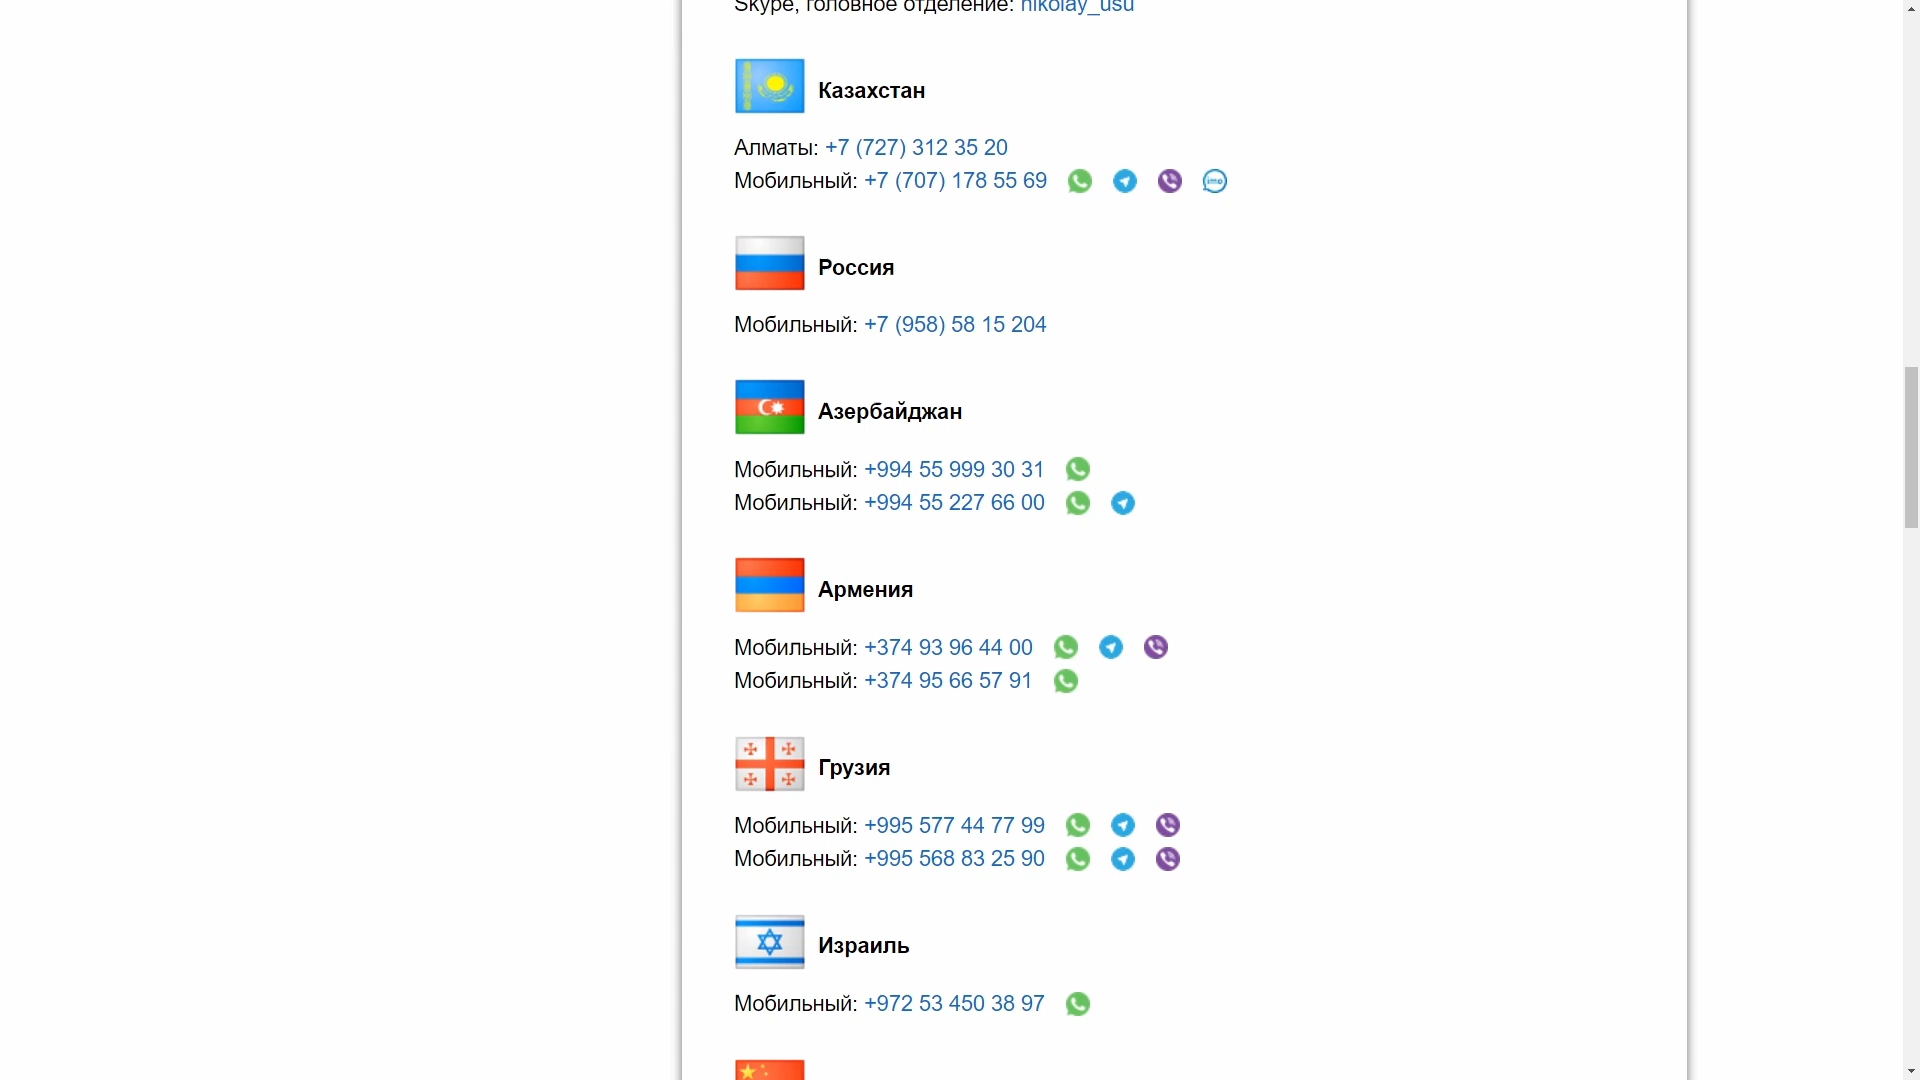 Skype, головное отделение: nikolay_usu
Казахстан
Алматы: +7 (727) 312 35 20
Мобильный: +7 (707) 178 55 69 imo
Россия
Мобильный: +7 (958) 58 15 204
Азербайджан
Мобильный: +994 55 999 30 31
Мобильный: +994 55 227 66 00
Армения
Мобильный: +374 93 96 44 00
Мобильный: +374 95 66 57 91
Грузия
Мобильный: +995 577 44 77 99
Мобильный: +995 568 83 25 90
Израиль
Мобильный: +972 53 450 38 97